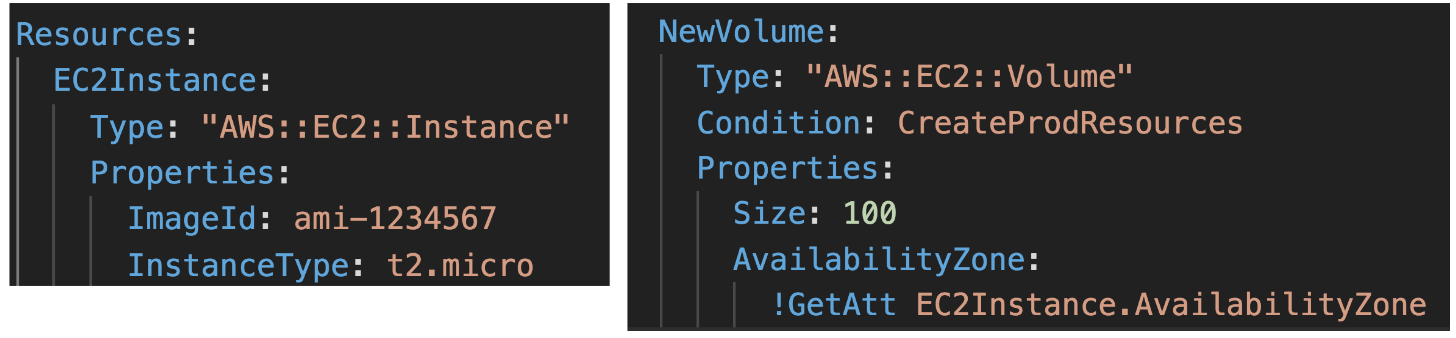 Resources:
EC2Instance:
Type: "AWS::EC2::Instance"
Properties:
ImageId: ami-1234567
InstanceType: t2.micro
NewVolume:
Type: "AWS::EC2::Volume"
Condition: CreateProdResources
Properties:
Size: 100
AvailabilityZone:
!GetAtt EC2Instance.AvailabilityZone